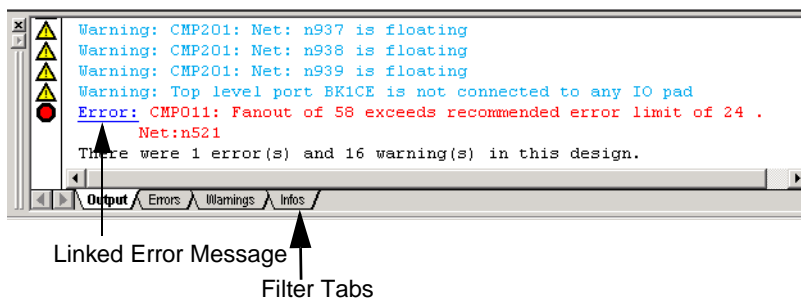 Warning: CMP201: Net: n937 is floating
Warning: CMP201: Net: n938 is floating
Warning: CMP201: Net: n939 is floating
Warning: Top level port BK1CE is not connected to any IO pad
Error: CMP011: Fanout of 58 exceeds recommended error limit of 24 .
Net:n521
There were 1 error(s) and 16 warning(s) in this design.
Output Errors Warnings Infos
Linked Error Message
Filter Tabs